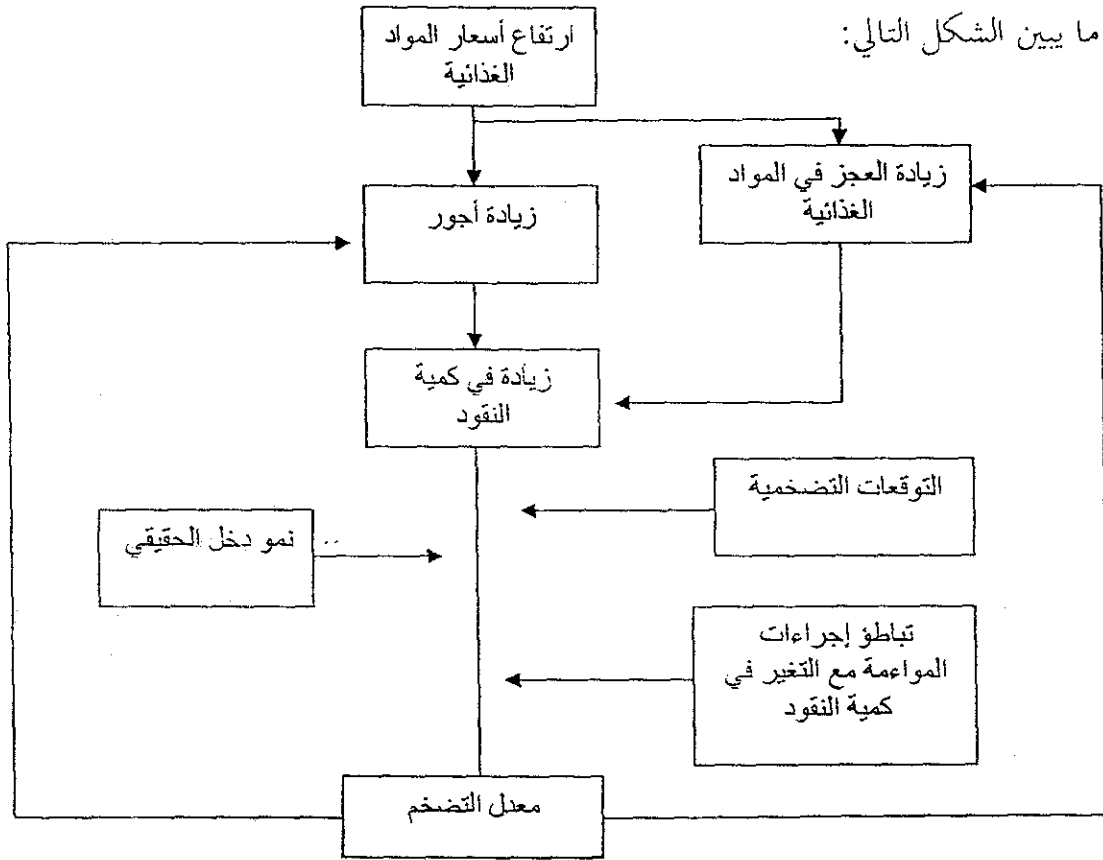 ما يبين الشكل التالي:
ارتفاع أسعار المواد
الغذائية
زيادة العجز في المواد
الغذائية
زيادة أجور
زيادة في كمية
النقود
التوقعات التضخمية
نمو دخل الحقيقي
تباطؤ إجراءات
المواءمة مع التغير في
كمية النقود
معدل التضخم